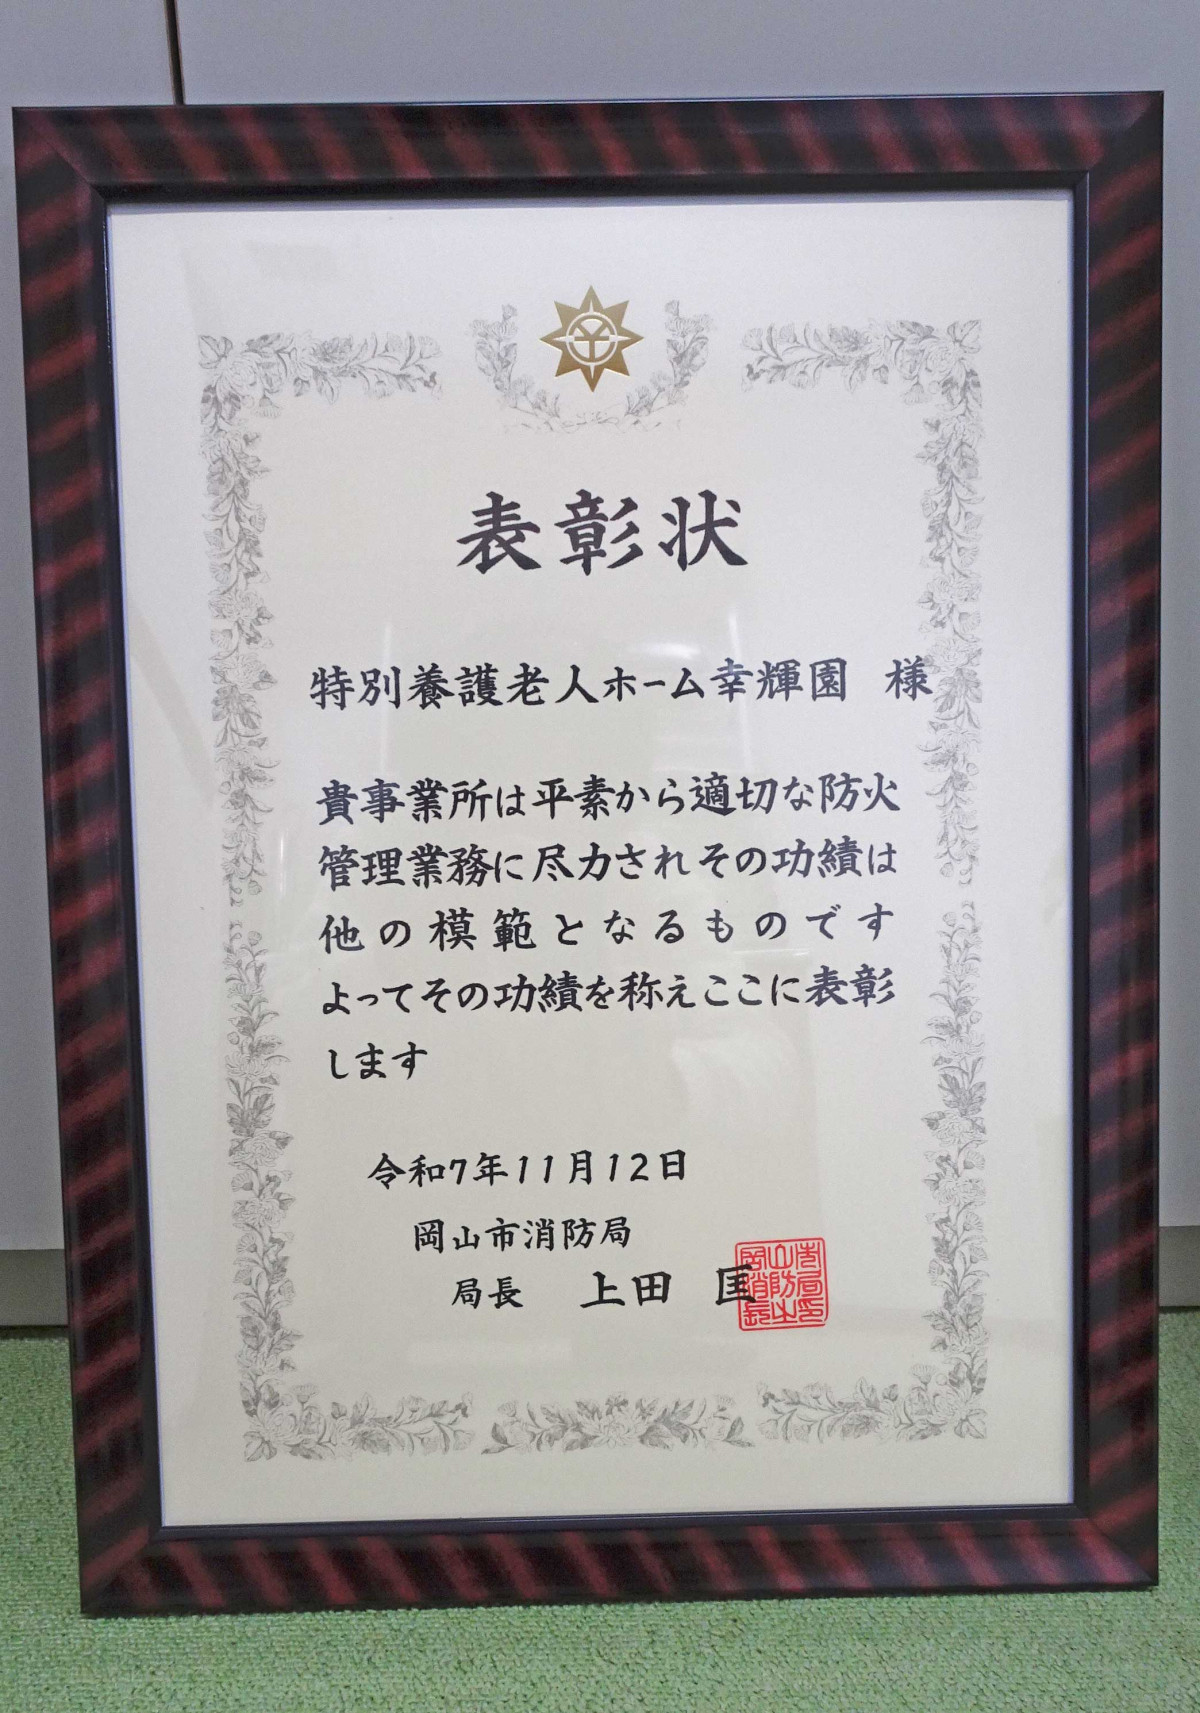 表彰状
特別養護老人ホーム幸輝園 様
貴事業所は平素から適切な防火
管理業務に尽力されその功績は
他の模範となるものです
よってその功績を称えここに表彰
します
令和7年11月12日
岡山市消防局
局長 上田 匡